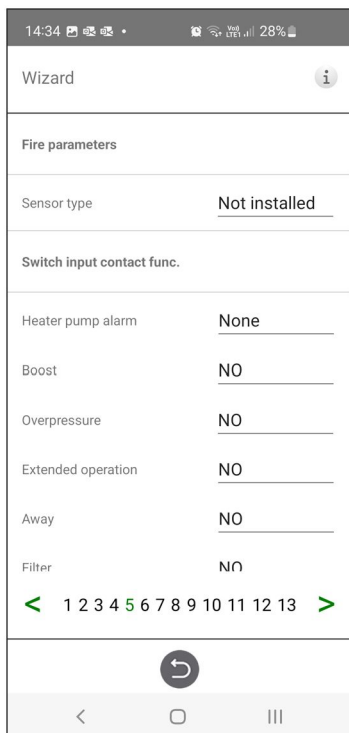 14:34 Vo)) LTE1 28%
Wizard i
Fire parameters
Sensor type Not installed
Switch input contact func.
Heater pump alarm None
Boost NO
Overpressure NO
Extended operation NO
Away NO
Filter NO
< 1 2 3 4 5 6 7 8 9 10 11 12 13 >